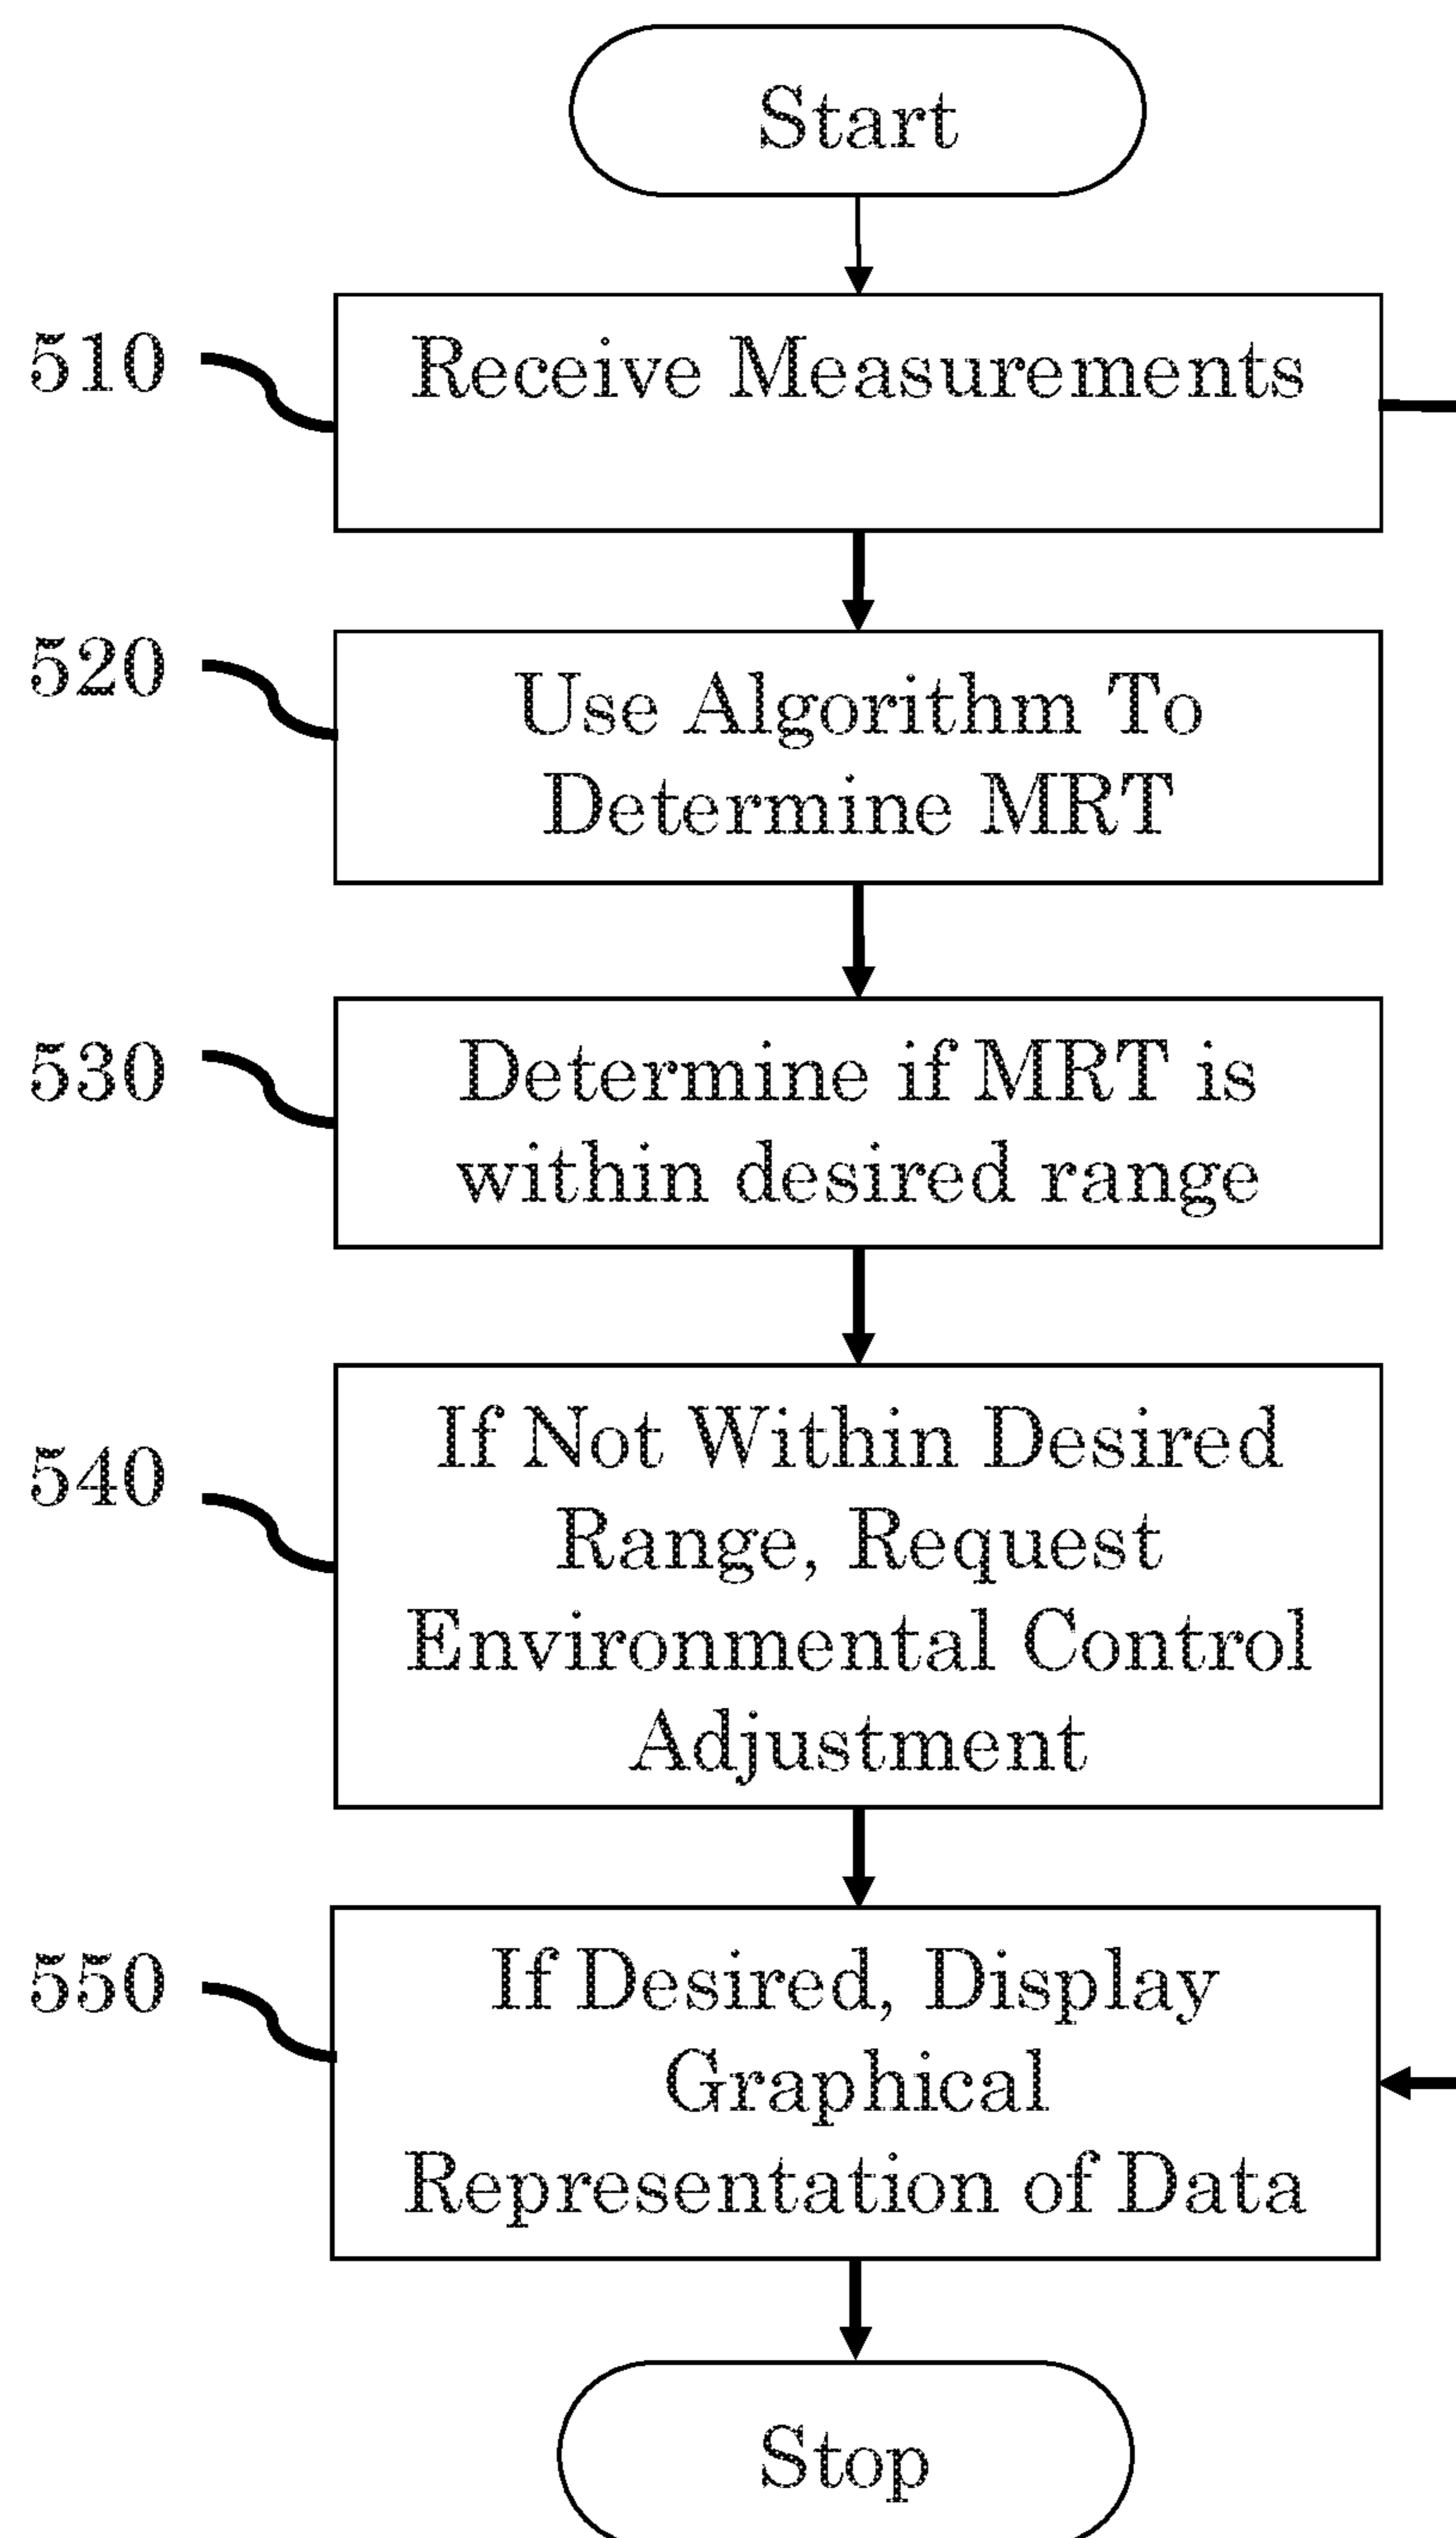 Start
510
Receive Measurements
520
Use Algorithm To
Determine MRT
530
Determine if MRT is
within desired range
540
If Not Within Desired
Range, Request
Environmental Control
Adjustment
550
If Desired, Display
Graphical
Representation of Data
Stop